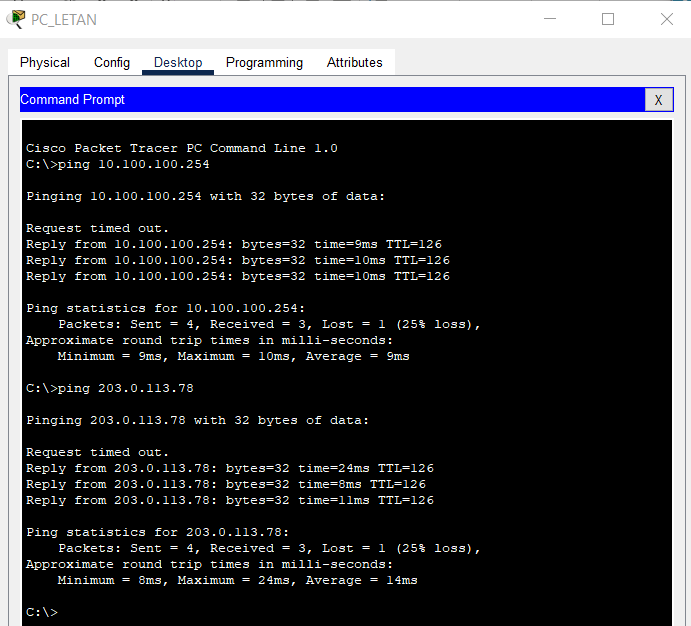 PC_LETAN
Physical Config Desktop Programming Attributes
Command Prompt
X
Cisco Packet Tracer PC Command Line 1.0
C:\>ping 10.100.100.254
Pinging 10.100.100.254 with 32 bytes of data:
Request timed out.
Reply from 10.100.100.254: bytes=32 time=9ms TTL=126
Reply from 10.100.100.254: bytes=32 time=10ms TTL=126
Reply from 10.100.100.254: bytes=32 time=10ms TTL=126
Ping statistics for 10.100.100.254:
    Packets: Sent = 4, Received = 3, Lost = 1 (25% loss),
Approximate round trip times in milli-seconds:
    Minimum = 9ms, Maximum = 10ms, Average = 9ms
C:\>ping 203.0.113.78
Pinging 203.0.113.78 with 32 bytes of data:
Request timed out.
Reply from 203.0.113.78: bytes=32 time=24ms TTL=126
Reply from 203.0.113.78: bytes=32 time=8ms TTL=126
Reply from 203.0.113.78: bytes=32 time=11ms TTL=126
Ping statistics for 203.0.113.78:
    Packets: Sent = 4, Received = 3, Lost = 1 (25% loss),
Approximate round trip times in milli-seconds:
    Minimum = 8ms, Maximum = 24ms, Average = 14ms
C:\>